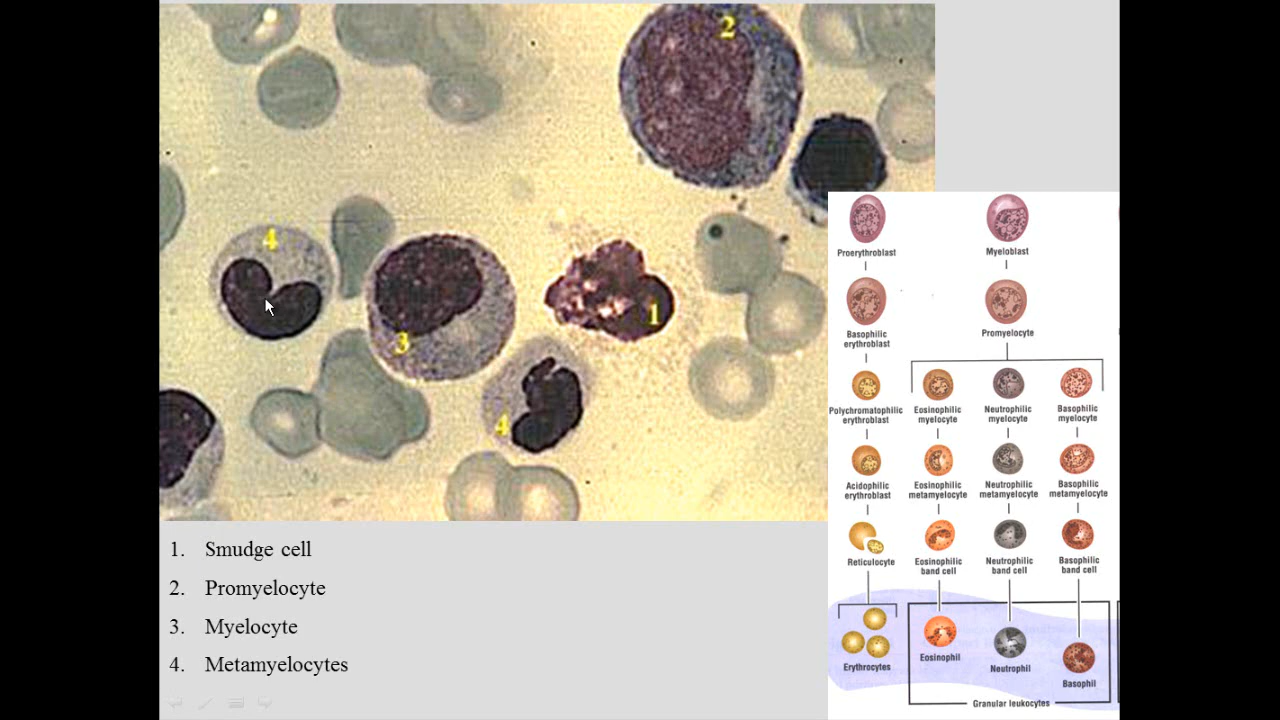 2
4
1
3
4
1. Smudge cell
2. Promyelocyte
3. Myelocyte
4. Metamyelocytes
Proerythroblast
Myeloblast
Basophilic
erythroblast
Promyelocyte
Polychromatophilic
erythroblast
Eosinophilic
myelocyte
Neutrophilic
myelocyte
Basophilic
myelocyte
Acidophilic
erythroblast
Eosinophilic
metamyelocyte
Neutrophilic
metamyelocyte
Basophilic
metamyelocyte
Reticulocyte
Eosinophilic
band cell
Neutrophilic
band cell
Basophilic
band cell
Erythrocytes
Eosinophil
Neutrophil
Basophil
Granular leukocytes